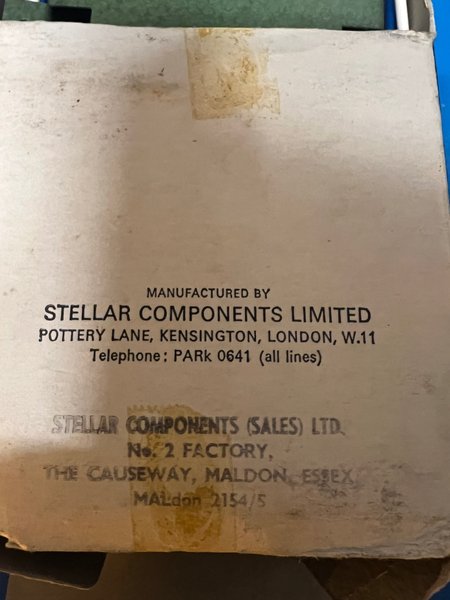 MANUFACTURED BY
STELLAR COMPONENTS LIMITED
POTTERY LANE, KENSINGTON, LONDON, W.11
Telephone: PARk 0641 (all lines)
STELLAR COMPONENTS (SALES) LTD.
No. 2 FACTORY,
THE CAUSEWAY, MALDON, ESSEX,
MALdon 2154/5